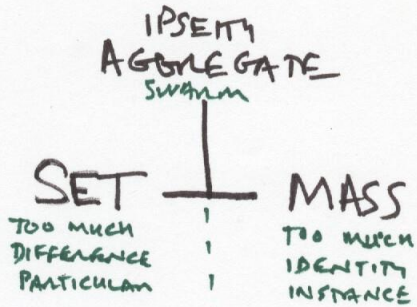 IPSEITY
AGGREGATE
SWARM
SET
MASS
TOO MUCH
DIFFERENCE
PARTICULAR
TOO MUCH
IDENTITY
INSTANCE